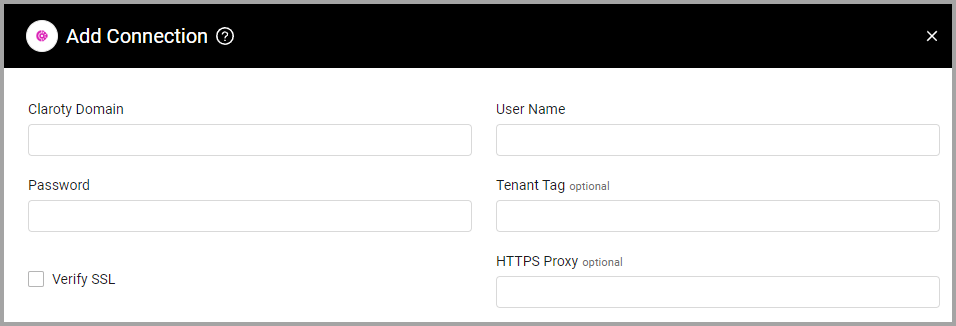 Add Connection ?
Claroty Domain
User Name
Password
Tenant Tag optional
Verify SSL
HTTPS Proxy optional